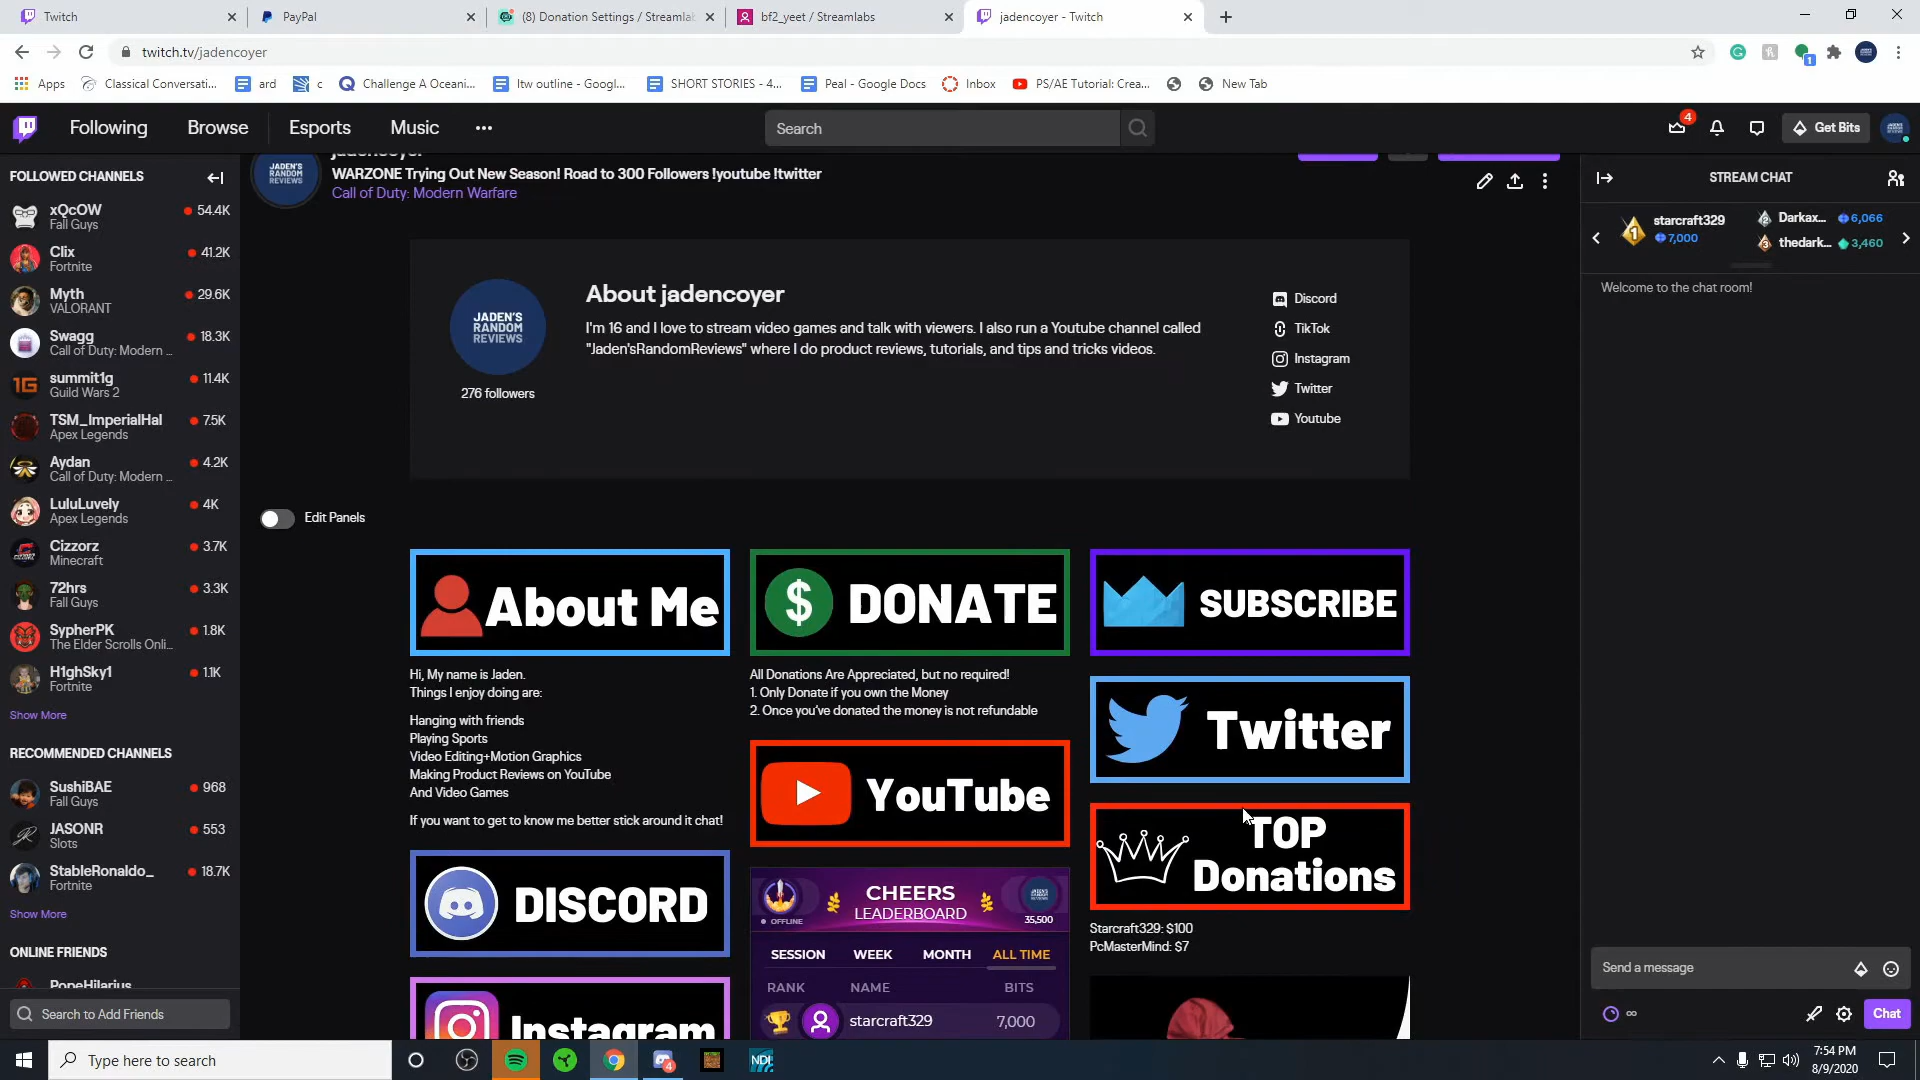 Twitch
PayPal
(8) Donation Settings / Streamlab
bf2_yeet / Streamlabs
jadencoyer - Twitch
twitch.tv/jadencoyer
Apps
Classical Conversati...
ard
c
Challenge A Oceani...
ltw outline - Googl...
SHORT STORIES - 4...
Peal - Google Docs
Inbox
PS/AE Tutorial: Crea...
New Tab
Following
Browse
Esports
Music
Search
4
Get Bits
FOLLOWED CHANNELS
xQcOW
54.4K
Fall Guys
Clix
41.2K
Fortnite
Myth
29.6K
VALORANT
Swagg
18.3K
Call of Duty: Modern ...
summit1g
11.4K
Guild Wars 2
TSM_ImperialHal
7.5K
Apex Legends
Aydan
4.2K
Call of Duty: Modern ...
LuluLuvely
4K
Apex Legends
Cizzorz
3.7K
Minecraft
72hrs
3.3K
Fall Guys
SypherPK
1.8K
The Elder Scrolls Onli...
H1ghSky1
1.1K
Fortnite
Show More
RECOMMENDED CHANNELS
SushiBAE
968
Fall Guys
JASONR
553
Slots
StableRonaldo_
18.7K
Fortnite
Show More
ONLINE FRIENDS
PopeHilarius
Search to Add Friends
jadencoyer
JADEN'S
RANDOM
REVIEWS
WARZONE Trying Out New Season! Road to 300 Followers !youtube !twitter
Call of Duty: Modern Warfare
JADEN'S
RANDOM
REVIEWS
276 followers
About jadencoyer
I'm 16 and I love to stream video games and talk with viewers. I also run a Youtube channel called
"Jaden'sRandomReviews" where I do product reviews, tutorials, and tips and tricks videos.
Discord
TikTok
Instagram
Twitter
Youtube
Edit Panels
About Me
Hi, My name is Jaden.
Things I enjoy doing are:
Hanging with friends
Playing Sports
Video Editing+Motion Graphics
Making Product Reviews on YouTube
And Video Games
If you want to get to know me better stick around it chat!
DISCORD
Instagram
$ DONATE
All Donations Are Appreciated, but no required!
1. Only Donate if you own the Money
2. Once you've donated the money is not refundable
YouTube
CHEERS
LEADERBOARD
OFFLINE
35,500
SESSION
WEEK
MONTH
ALL TIME
RANK
NAME
BITS
starcraft329
7,000
SUBSCRIBE
Twitter
TOP
Donations
Starcraft329: $100
PcMasterMind: $7
STREAM CHAT
1
starcraft329
7,000
2
Darkax...
6,066
3
thedark...
3,460
Welcome to the chat room!
Send a message
∞
Chat
Type here to search
4
NDI
7:54 PM
8/9/2020